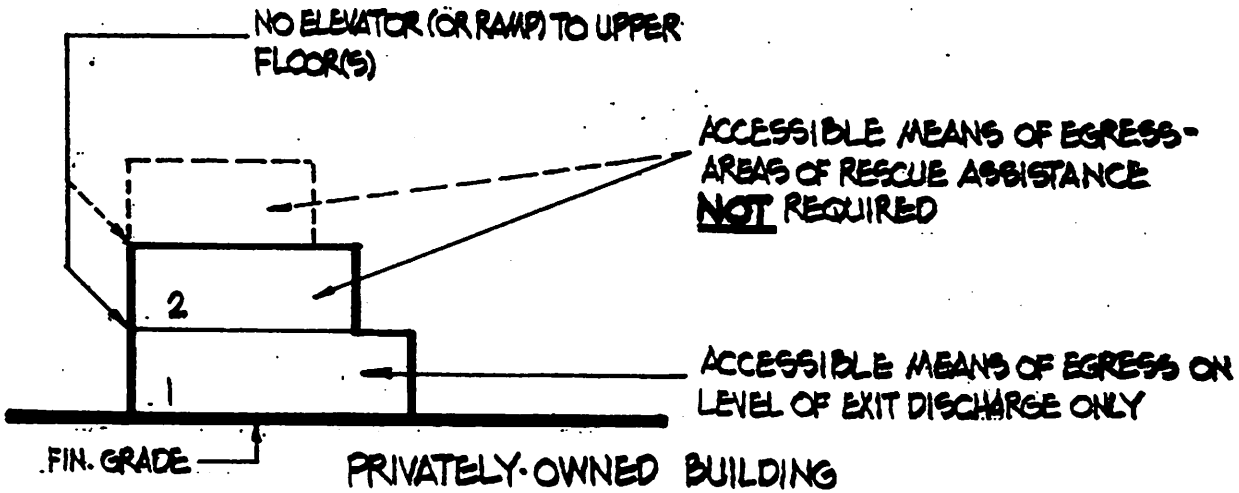 NO ELEVATOR (OR RAMP) TO UPPER
FLOOR(S)
ACCESSIBLE MEANS OF EGRESS-
AREAS OF RESCUE ASSISTANCE
NOT REQUIRED
2
ACCESSIBLE MEANS OF EGRESS ON
LEVEL OF EXIT DISCHARGE ONLY
1
FIN. GRADE
PRIVATELY-OWNED BUILDING